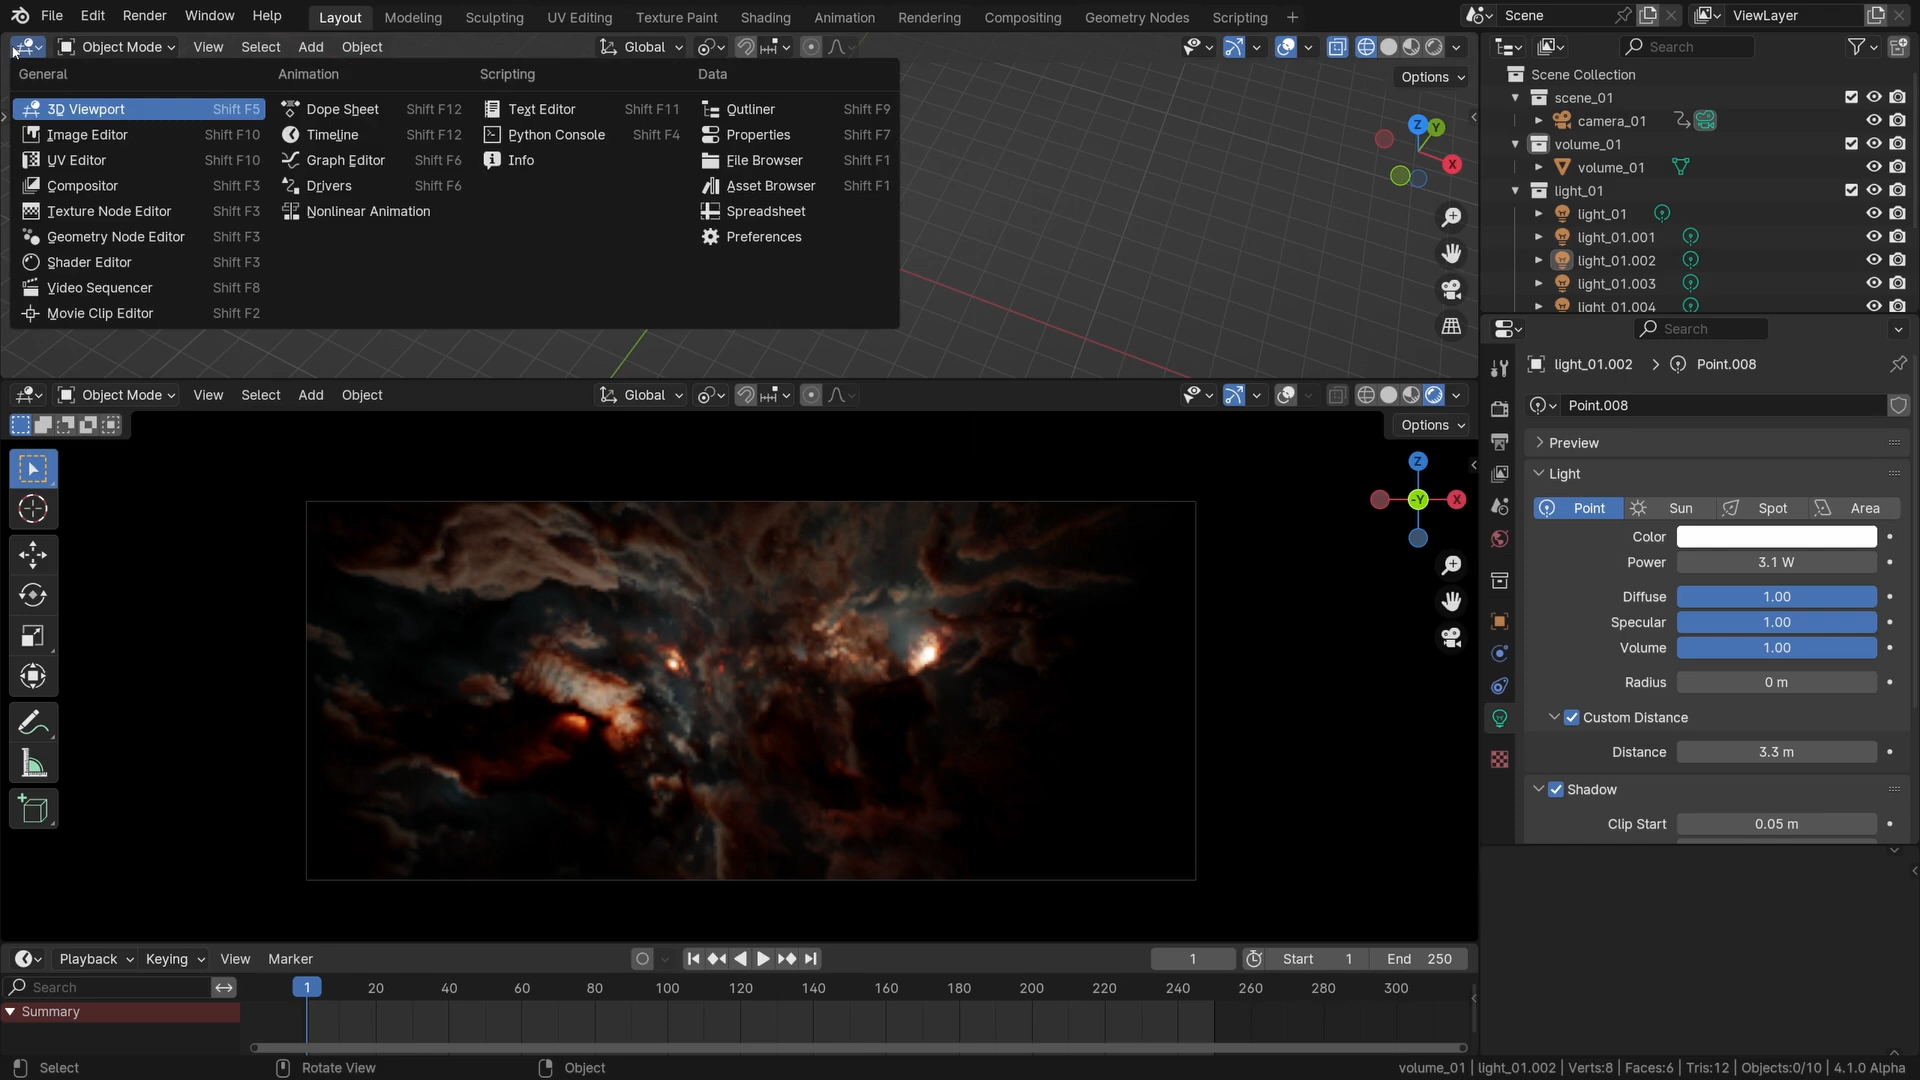 File Edit Render Window Help Layout Modeling Sculpting UV Editing Texture Paint Shading Animation Rendering Compositing Geometry Nodes Scripting + Scene ViewLayer
Object Mode View Select Add Object Global Search
General Animation Scripting Data Options Scene Collection
scene_01
3D Viewport Shift F5 Dope Sheet Shift F12 Text Editor Shift F11 Outliner Shift F9
camera_01
Image Editor Shift F10 Timeline Shift F12 Python Console Shift F4 Properties Shift F7
Z Y
volume_01
UV Editor Shift F10 Graph Editor Shift F6 Info File Browser Shift F1
X
volume_01
Compositor Shift F3 Drivers Shift F6 Asset Browser Shift F1
light_01
Texture Node Editor Shift F3 Nonlinear Animation Spreadsheet
light_01
Geometry Node Editor Shift F3 Preferences
light_01.001
Shader Editor Shift F3
light_01.002
Video Sequencer Shift F8
light_01.003
Movie Clip Editor Shift F2
light_01.004
Search
light_01.002 > Point.008
Object Mode View Select Add Object Global
Point.008
Options
Preview
Z
Light
-Y X
Point Sun Spot Area
Color
Power 3.1 W
Diffuse 1.00
Specular 1.00
Volume 1.00
Radius 0 m
Custom Distance
Distance 3.3 m
Shadow
Clip Start 0.05 m
Playback Keying View Marker 1 Start 1 End 250
Search 1 20 40 60 80 100 120 140 160 180 200 220 240 260 280 300
Summary
Select Rotate View Object volume_01 | light_01.002 | Verts:8 | Faces:6 | Tris:12 | Objects:0/10 | 4.1.0 Alpha